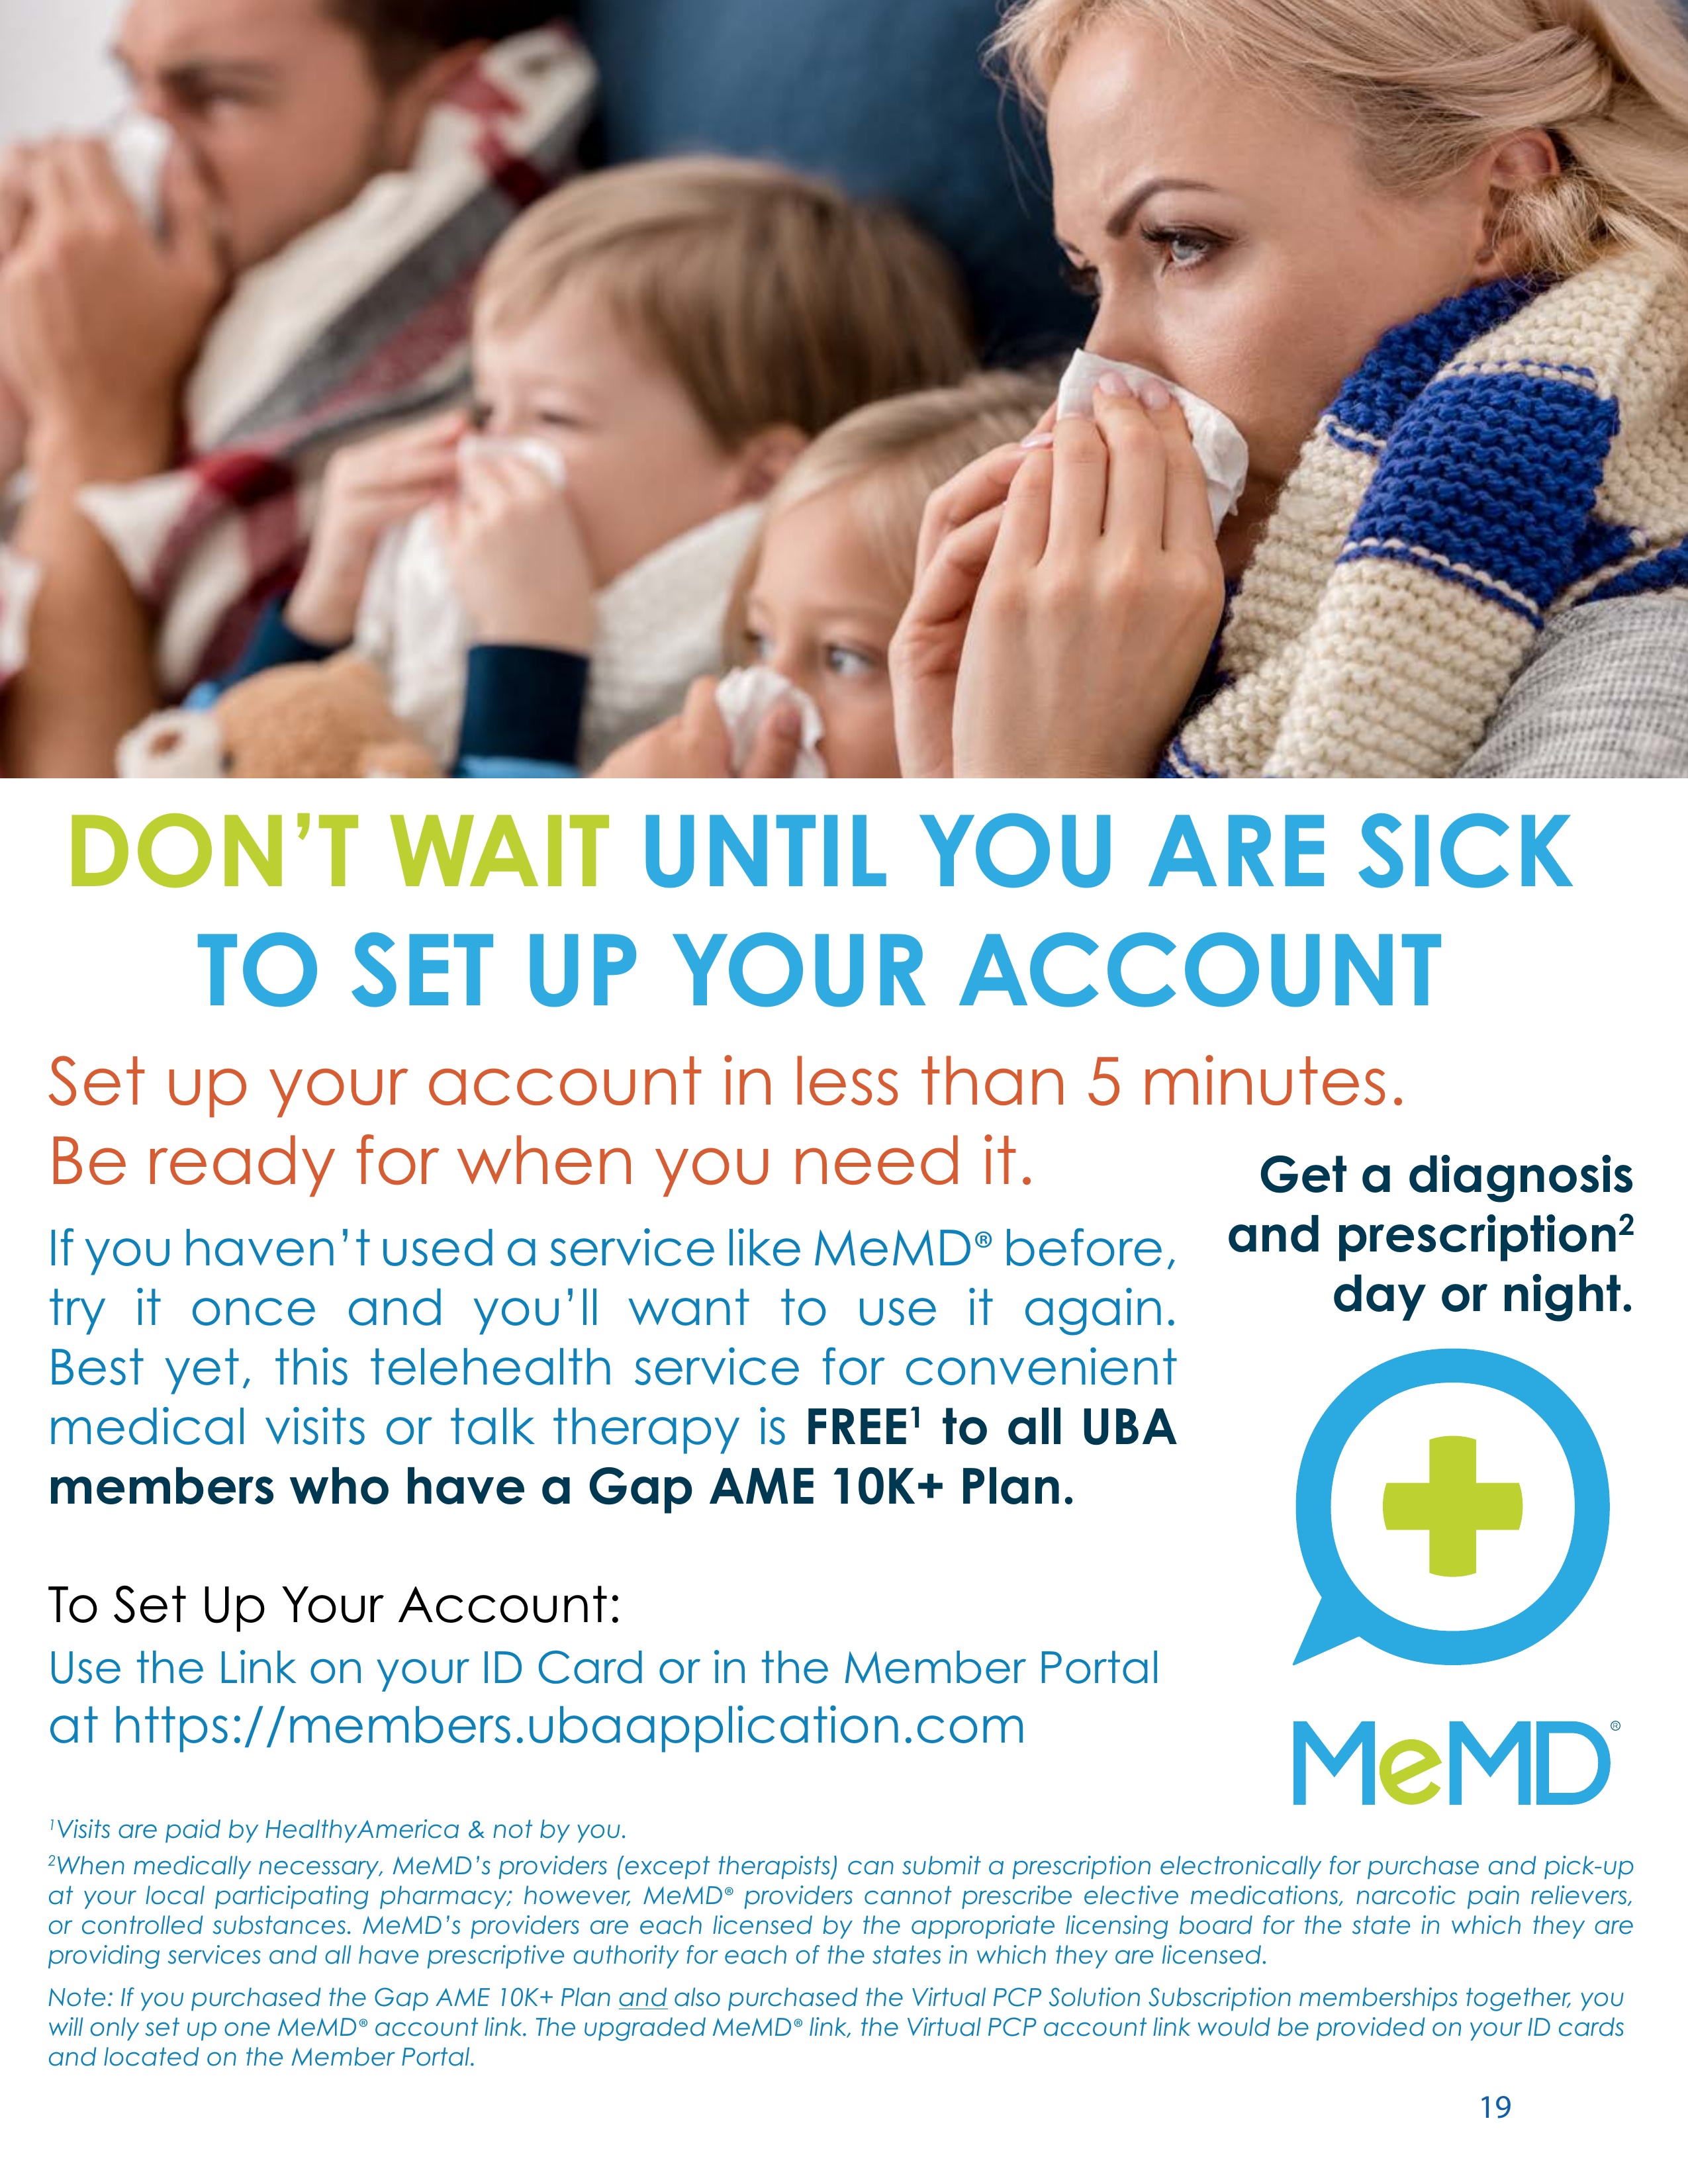 DON'T WAIT UNTIL YOU ARE SICK
TO SET UP YOUR ACCOUNT
Set up your account in less than 5 minutes.
Be ready for when you need it.
If you haven't used a service like MeMD® before,
try it once and you'll want to use it again.
Best yet, this telehealth service for convenient
medical visits or talk therapy is FREE¹ to all UBA
members who have a Gap AME 10K+ Plan.
Get a diagnosis
and prescription²
day or night.
To Set Up Your Account:
Use the Link on your ID Card or in the Member Portal
at https://members.ubaapplication.com
MeMD®
¹Visits are paid by HealthyAmerica & not by you.
²When medically necessary, MeMD's providers (except therapists) can submit a prescription electronically for purchase and pick-up
at your local participating pharmacy; however, MeMD® providers cannot prescribe elective medications, narcotic pain relievers,
or controlled substances. MeMD's providers are each licensed by the appropriate licensing board for the state in which they are
providing services and all have prescriptive authority for each of the states in which they are licensed.
Note: If you purchased the Gap AME 10K+ Plan and also purchased the Virtual PCP Solution Subscription memberships together, you
will only set up one MeMD® account link. The upgraded MeMD® link, the Virtual PCP account link would be provided on your ID cards
and located on the Member Portal.
19